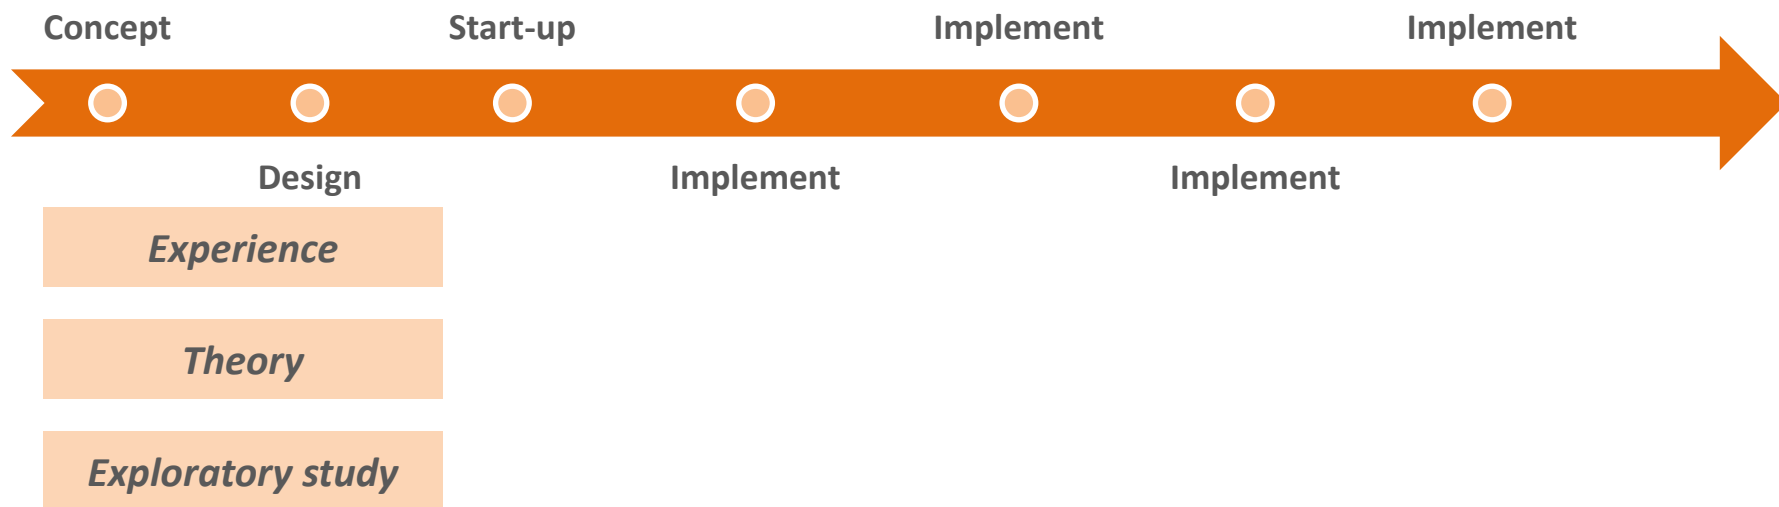 Concept Start-up Implement Implement
Design Implement Implement
Experience
Theory
Exploratory study